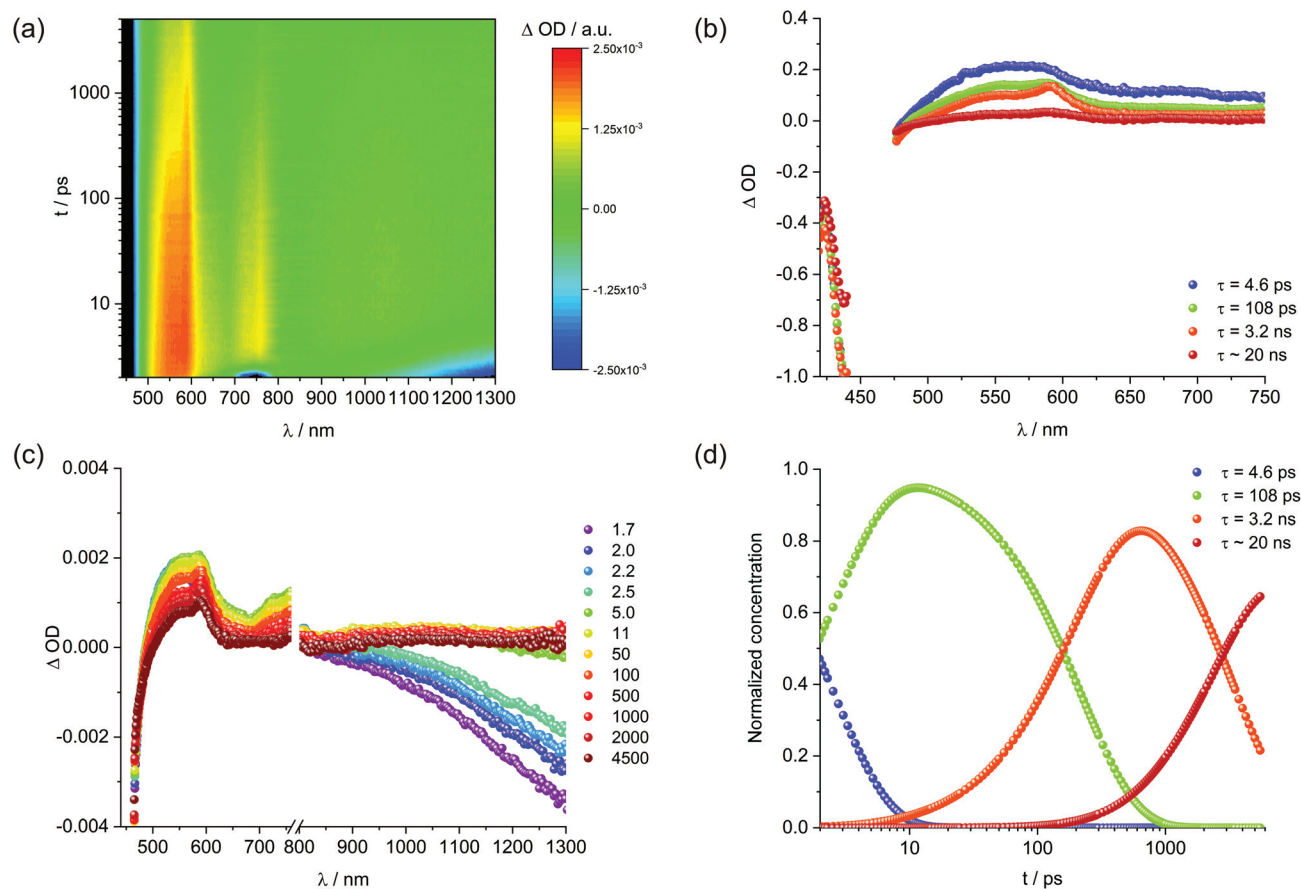 (a)
Δ OD / a.u.
2.50x10⁻³
1.25x10⁻³
0.00
-1.25x10⁻³
-2.50x10⁻³
t / ps
1000
100
10
500 600 700 800 900 1000 1100 1200 1300
λ / nm
(b)
Δ OD
0.4
0.2
0.0
-0.2
-0.4
-0.6
-0.8
-1.0
τ = 4.6 ps
τ = 108 ps
τ = 3.2 ns
τ ~ 20 ns
450 500 550 600 650 700 750
λ / nm
(c)
Δ OD
0.004
0.002
0.000
-0.002
-0.004
1.7
2.0
2.2
2.5
5.0
11
50
100
500
1000
2000
4500
500 600 700 800 900 1000 1100 1200 1300
λ / nm
(d)
Normalized concentration
1.0
0.8
0.6
0.4
0.2
0.0
τ = 4.6 ps
τ = 108 ps
τ = 3.2 ns
τ ~ 20 ns
10 100 1000
t / ps